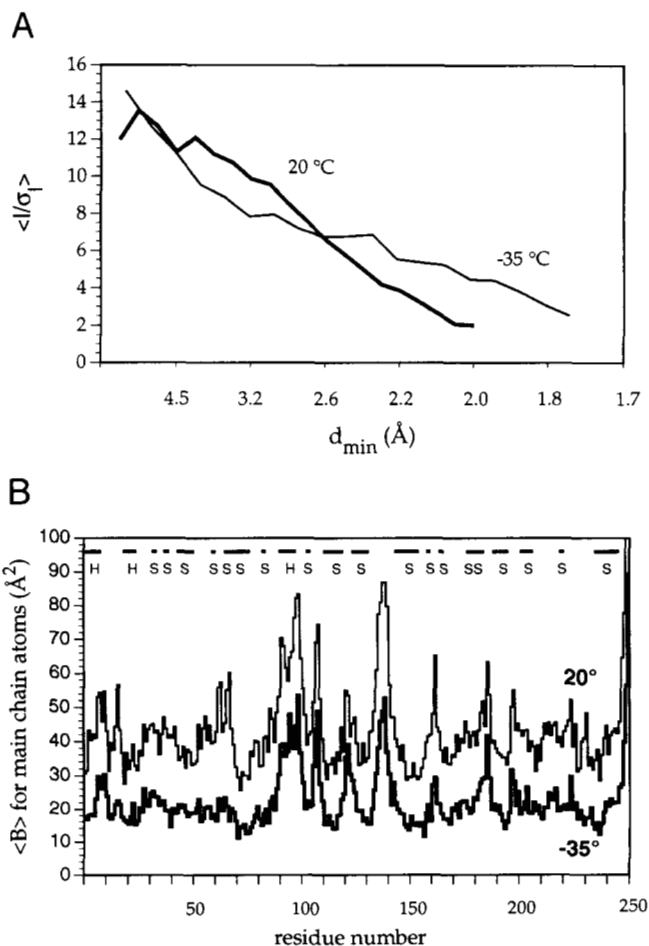 A
16
14
12
10
8
6
4
2
0
<I/σI>
20 °C
-35 °C
4.5 3.2 2.6 2.2 2.0 1.8 1.7
dmin (Å)
B
100
90
80
70
60
50
40
30
20
10
0
<B> for main chain atoms (Å2)
H H S S S S S S S H S S S S S S S S S S S S
20°
-35°
50 100 150 200 250
residue number